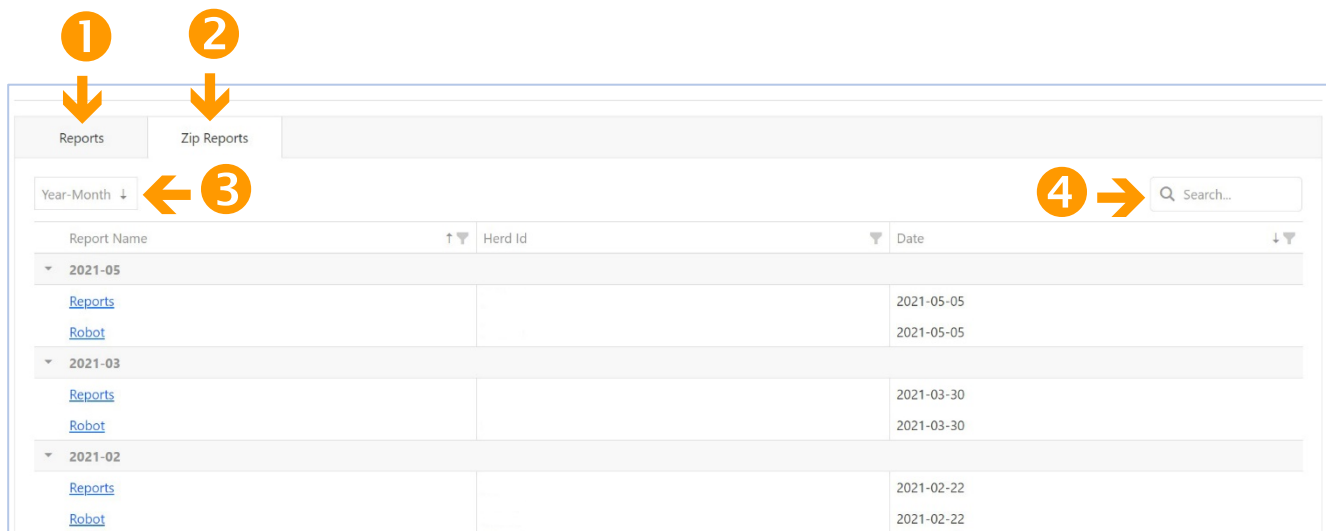 1 2
Reports Zip Reports
Year-Month ↓ 3 4 Search...
Report Name ↑ Herd Id Date ↓
2021-05
Reports 2021-05-05
Robot 2021-05-05
2021-03
Reports 2021-03-30
Robot 2021-03-30
2021-02
Reports 2021-02-22
Robot 2021-02-22